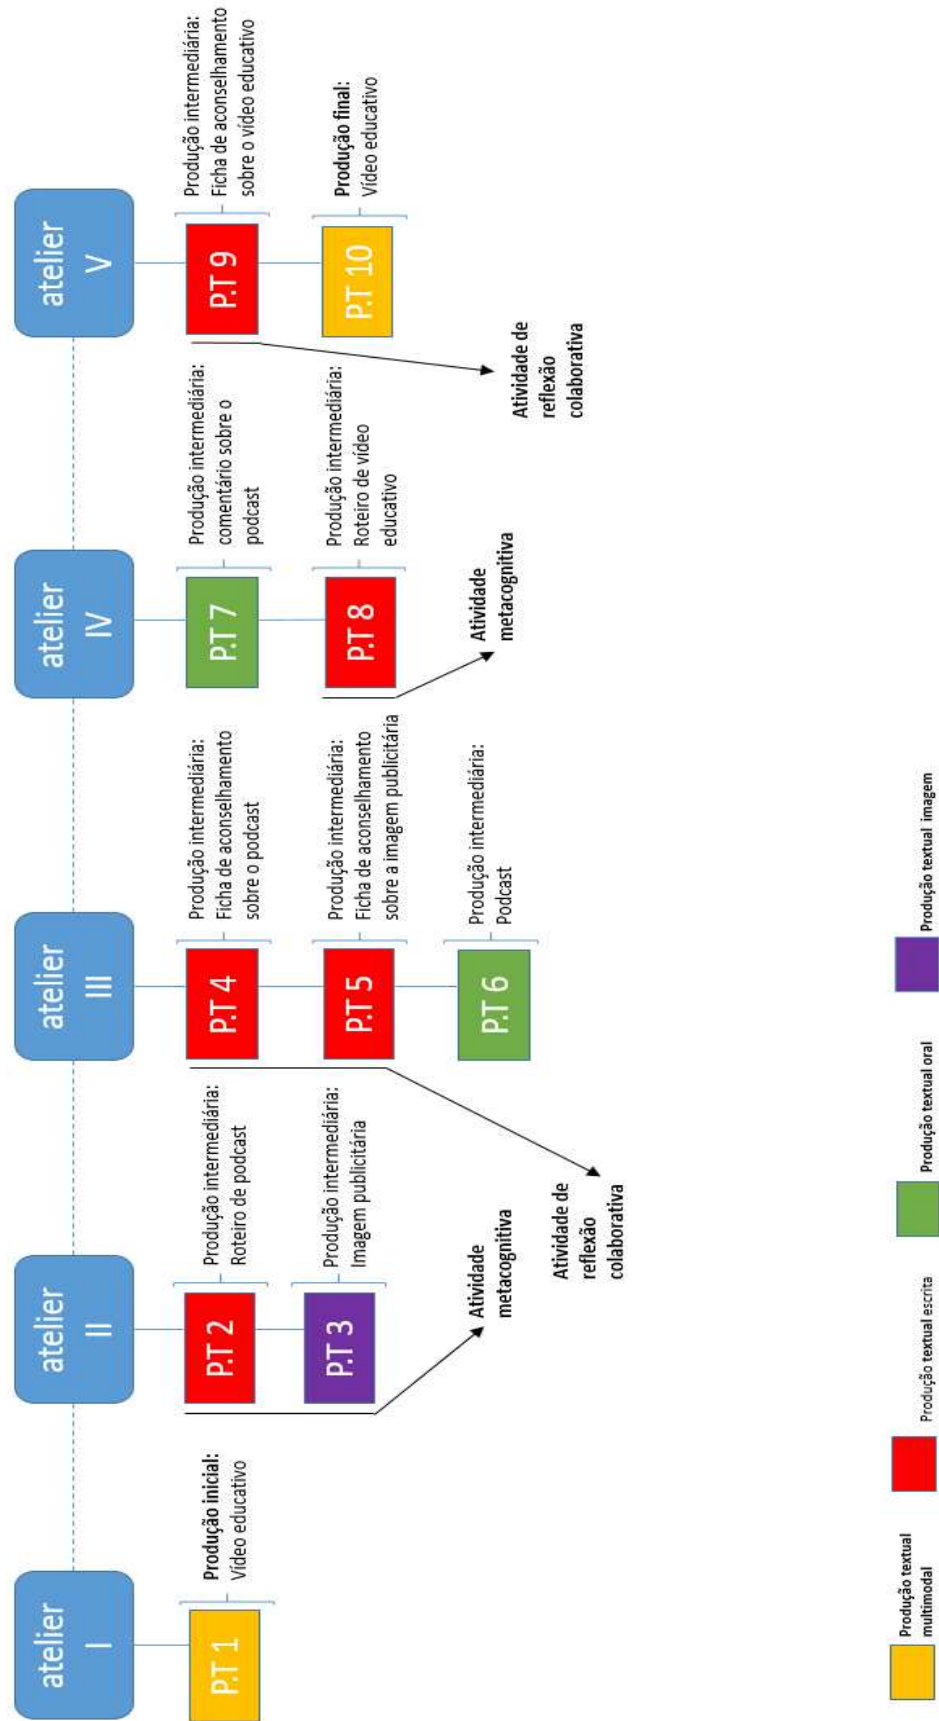 atelier
I
P.T 1
Produção inicial:
Vídeo educativo
atelier
II
P.T 2
Produção intermediária:
Roteiro de podcast
P.T 3
Produção intermediária:
Imagem publicitária
Atividade
metacognitiva
atelier
III
P.T 4
Produção intermediária:
Ficha de aconselhamento
sobre o podcast
P.T 5
Produção intermediária:
Ficha de aconselhamento
sobre a imagem publicitária
P.T 6
Produção intermediária:
Podcast
Atividade de
reflexão
colaborativa
atelier
IV
P.T 7
Produção intermediária:
comentário sobre o
podcast
P.T 8
Produção intermediária:
Roteiro de vídeo
educativo
Atividade
metacognitiva
atelier
V
P.T 9
Produção intermediária:
Ficha de aconselhamento
sobre o vídeo educativo
P.T 10
Produção final:
Vídeo educativo
Atividade de
reflexão
colaborativa
Produção textual
multimodal
Produção textual escrita
Produção textual oral
Produção textual imagem